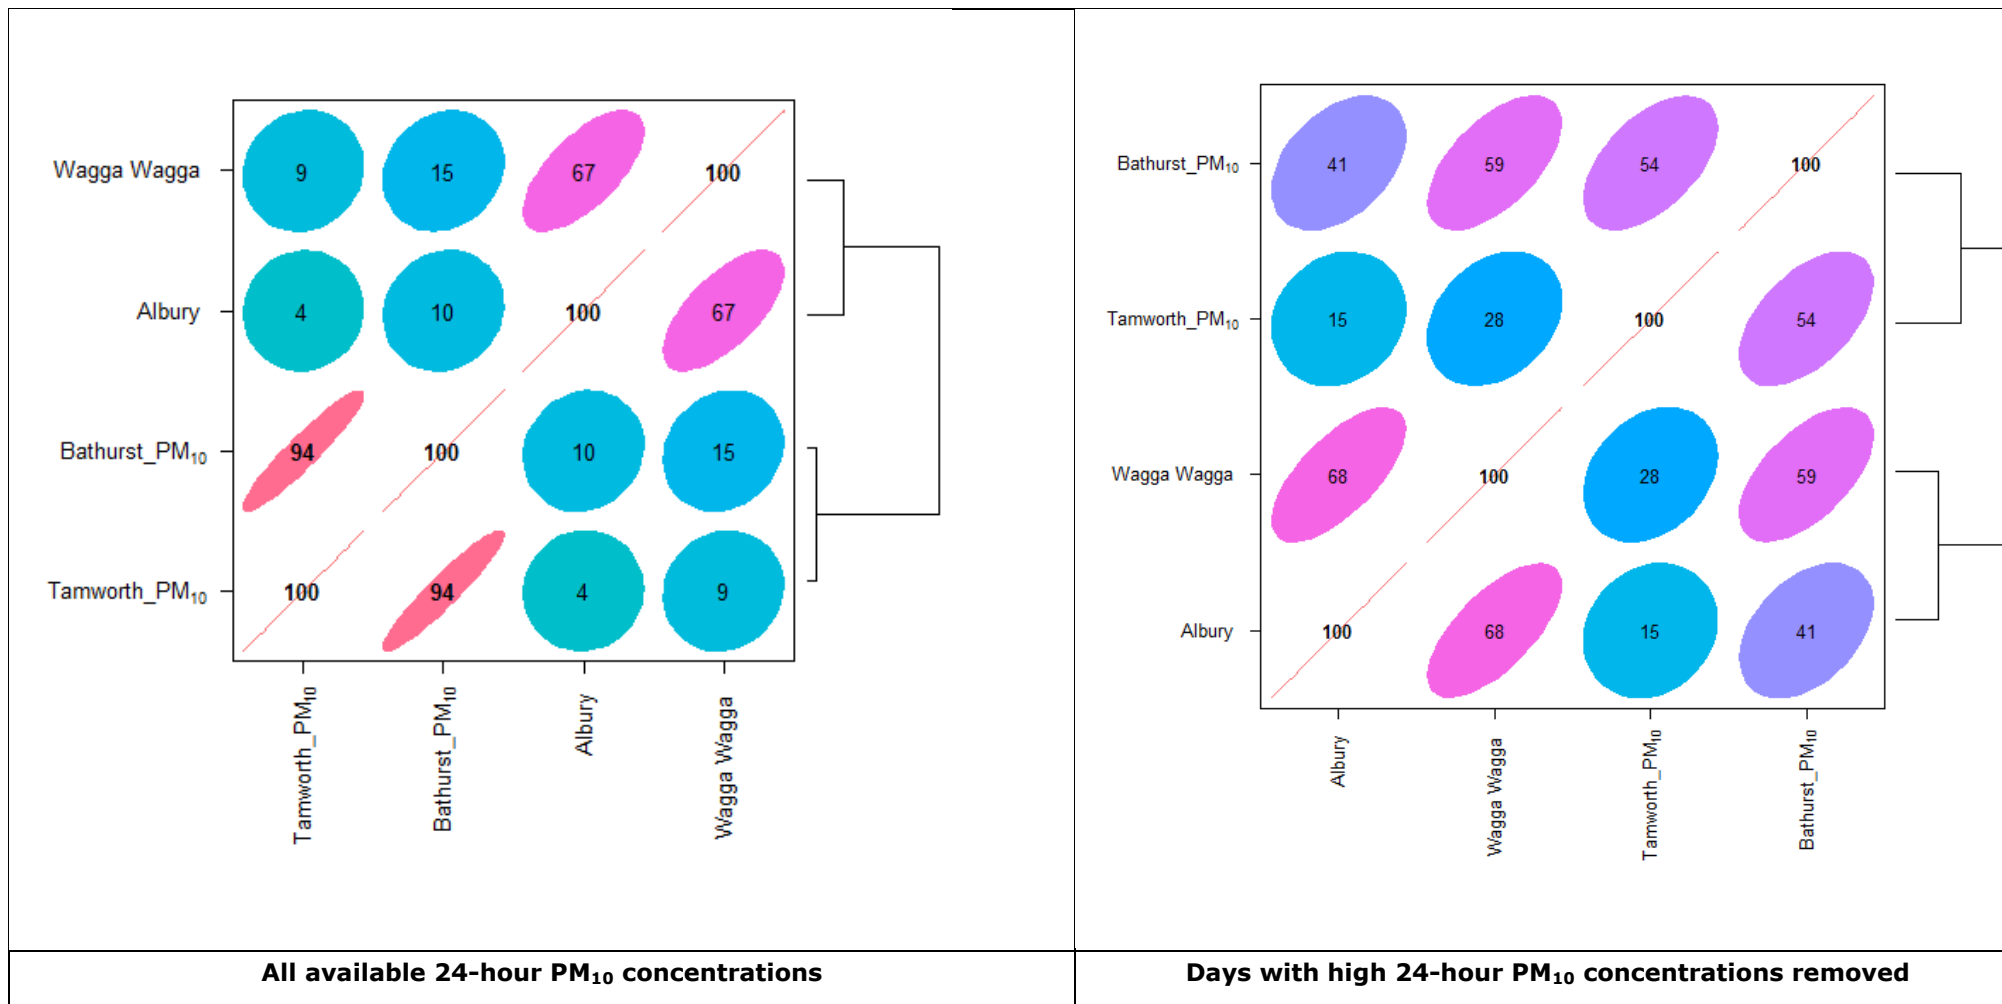 Wagga Wagga 9 15 67 100
Albury 4 10 100 67
Bathurst_PM₁₀ 94 100 10 15
Tamworth_PM₁₀ 100 94 4 9
Tamworth_PM₁₀
Bathurst_PM₁₀
Albury
Wagga Wagga
All available 24-hour PM₁₀ concentrations
Bathurst_PM₁₀ 41 59 54 100
Tamworth_PM₁₀ 15 28 100 54
Wagga Wagga 68 100 28 59
Albury 100 68 15 41
Albury
Wagga Wagga
Tamworth_PM₁₀
Bathurst_PM₁₀
Days with high 24-hour PM₁₀ concentrations removed